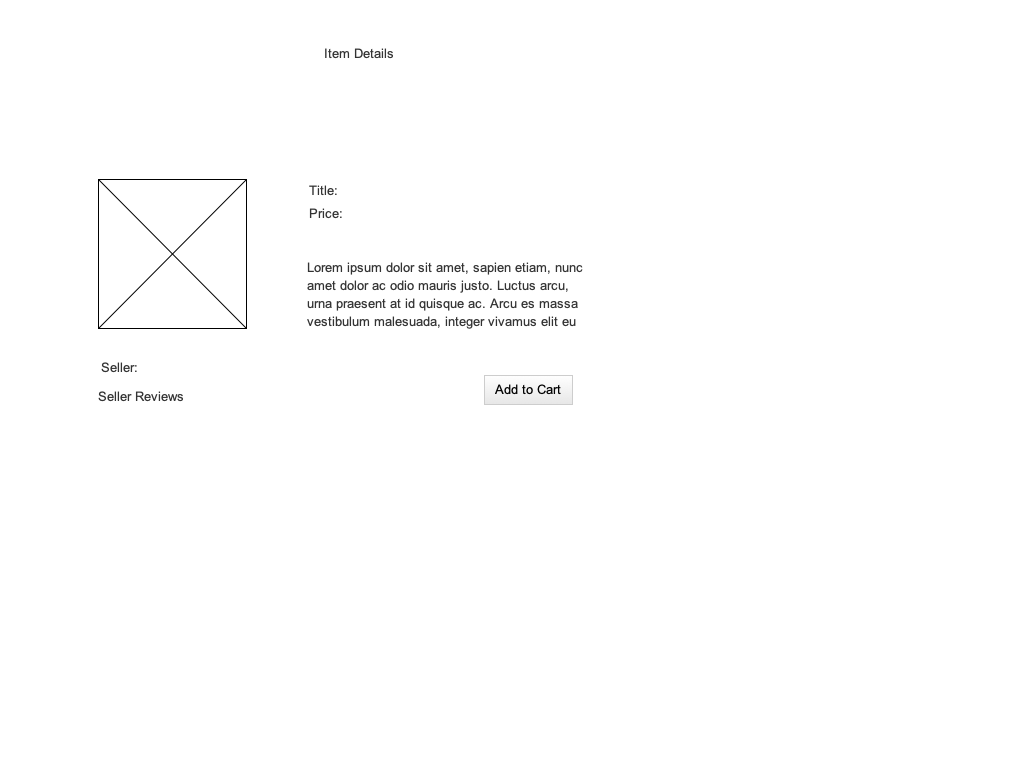 Item Details
Title:
Price:
Lorem ipsum dolor sit amet, sapien etiam, nunc
amet dolor ac odio mauris justo. Luctus arcu,
urna praesent at id quisque ac. Arcu es massa
vestibulum malesuada, integer vivamus elit eu
Seller:
Seller Reviews
Add to Cart